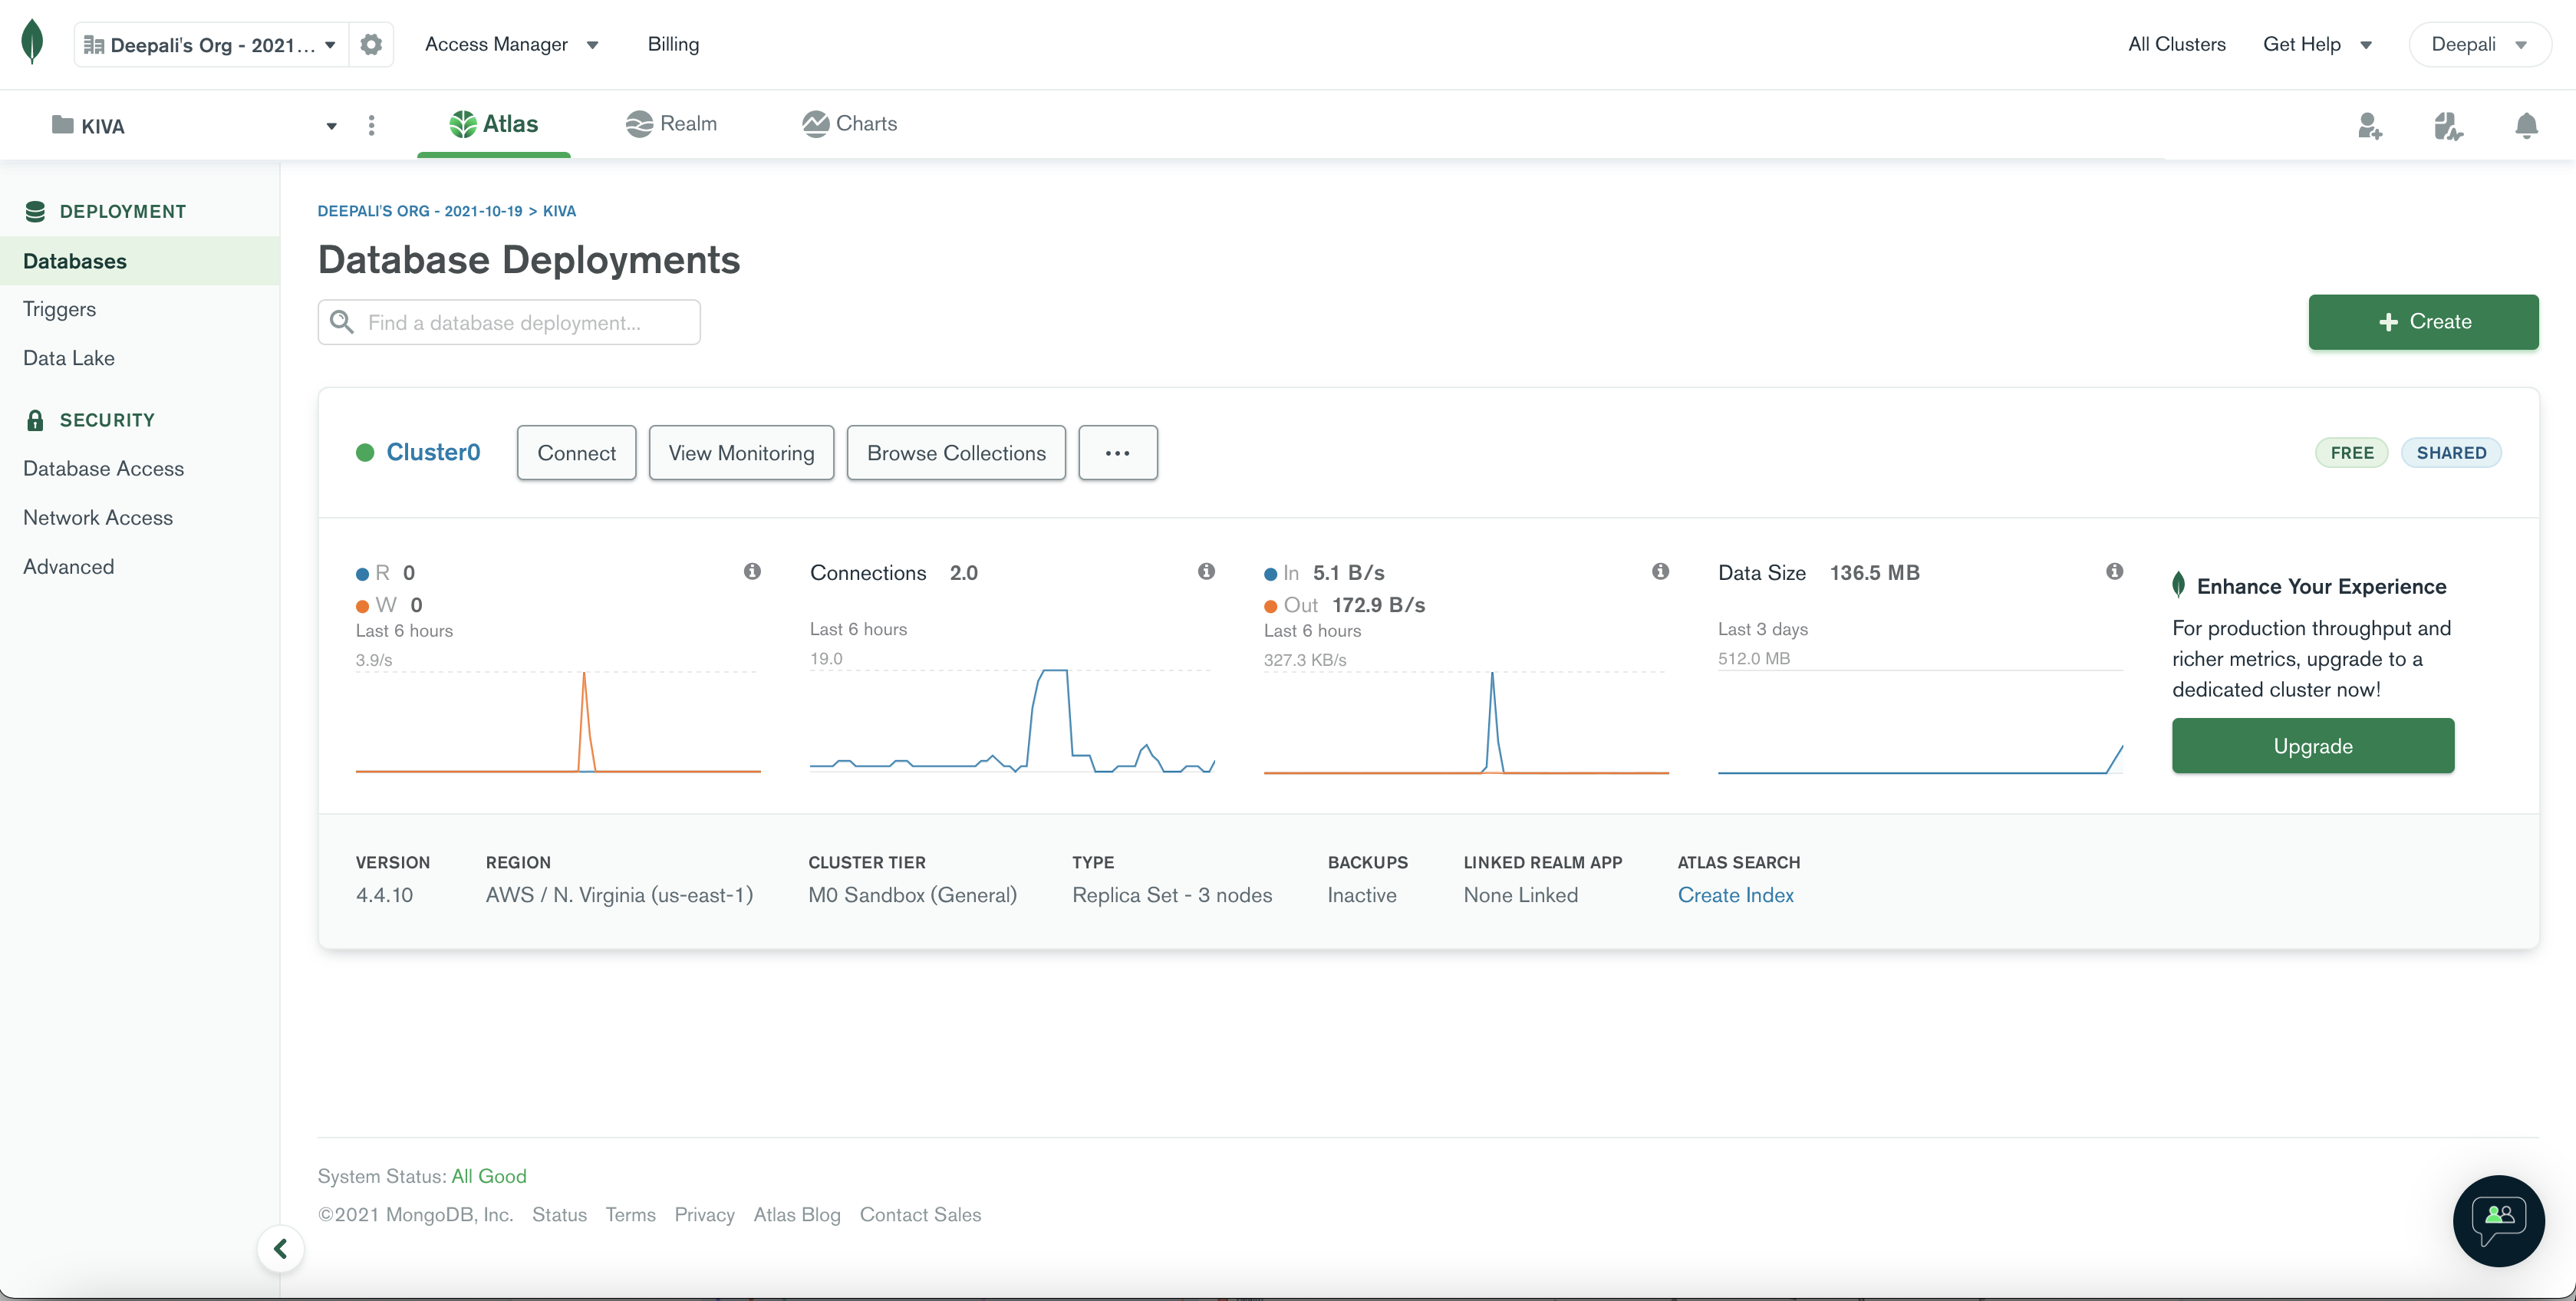 Deepali's Org - 2021...
Access Manager
Billing
All Clusters
Get Help
Deepali
KIVA
Atlas
Realm
Charts
DEPLOYMENT
Databases
Triggers
Data Lake
SECURITY
Database Access
Network Access
Advanced
DEEPALI'S ORG - 2021-10-19 > KIVA
Database Deployments
Find a database deployment...
+ Create
Cluster0
Connect
View Monitoring
Browse Collections
...
FREE
SHARED
R 0
W 0
Last 6 hours
3.9/s
Connections 2.0
Last 6 hours
19.0
In 5.1 B/s
Out 172.9 B/s
Last 6 hours
327.3 KB/s
Data Size 136.5 MB
Last 3 days
512.0 MB
Enhance Your Experience
For production throughput and
richer metrics, upgrade to a
dedicated cluster now!
Upgrade
VERSION
4.4.10
REGION
AWS / N. Virginia (us-east-1)
CLUSTER TIER
M0 Sandbox (General)
TYPE
Replica Set - 3 nodes
BACKUPS
Inactive
LINKED REALM APP
None Linked
ATLAS SEARCH
Create Index
System Status: All Good
©2021 MongoDB, Inc. Status Terms Privacy Atlas Blog Contact Sales